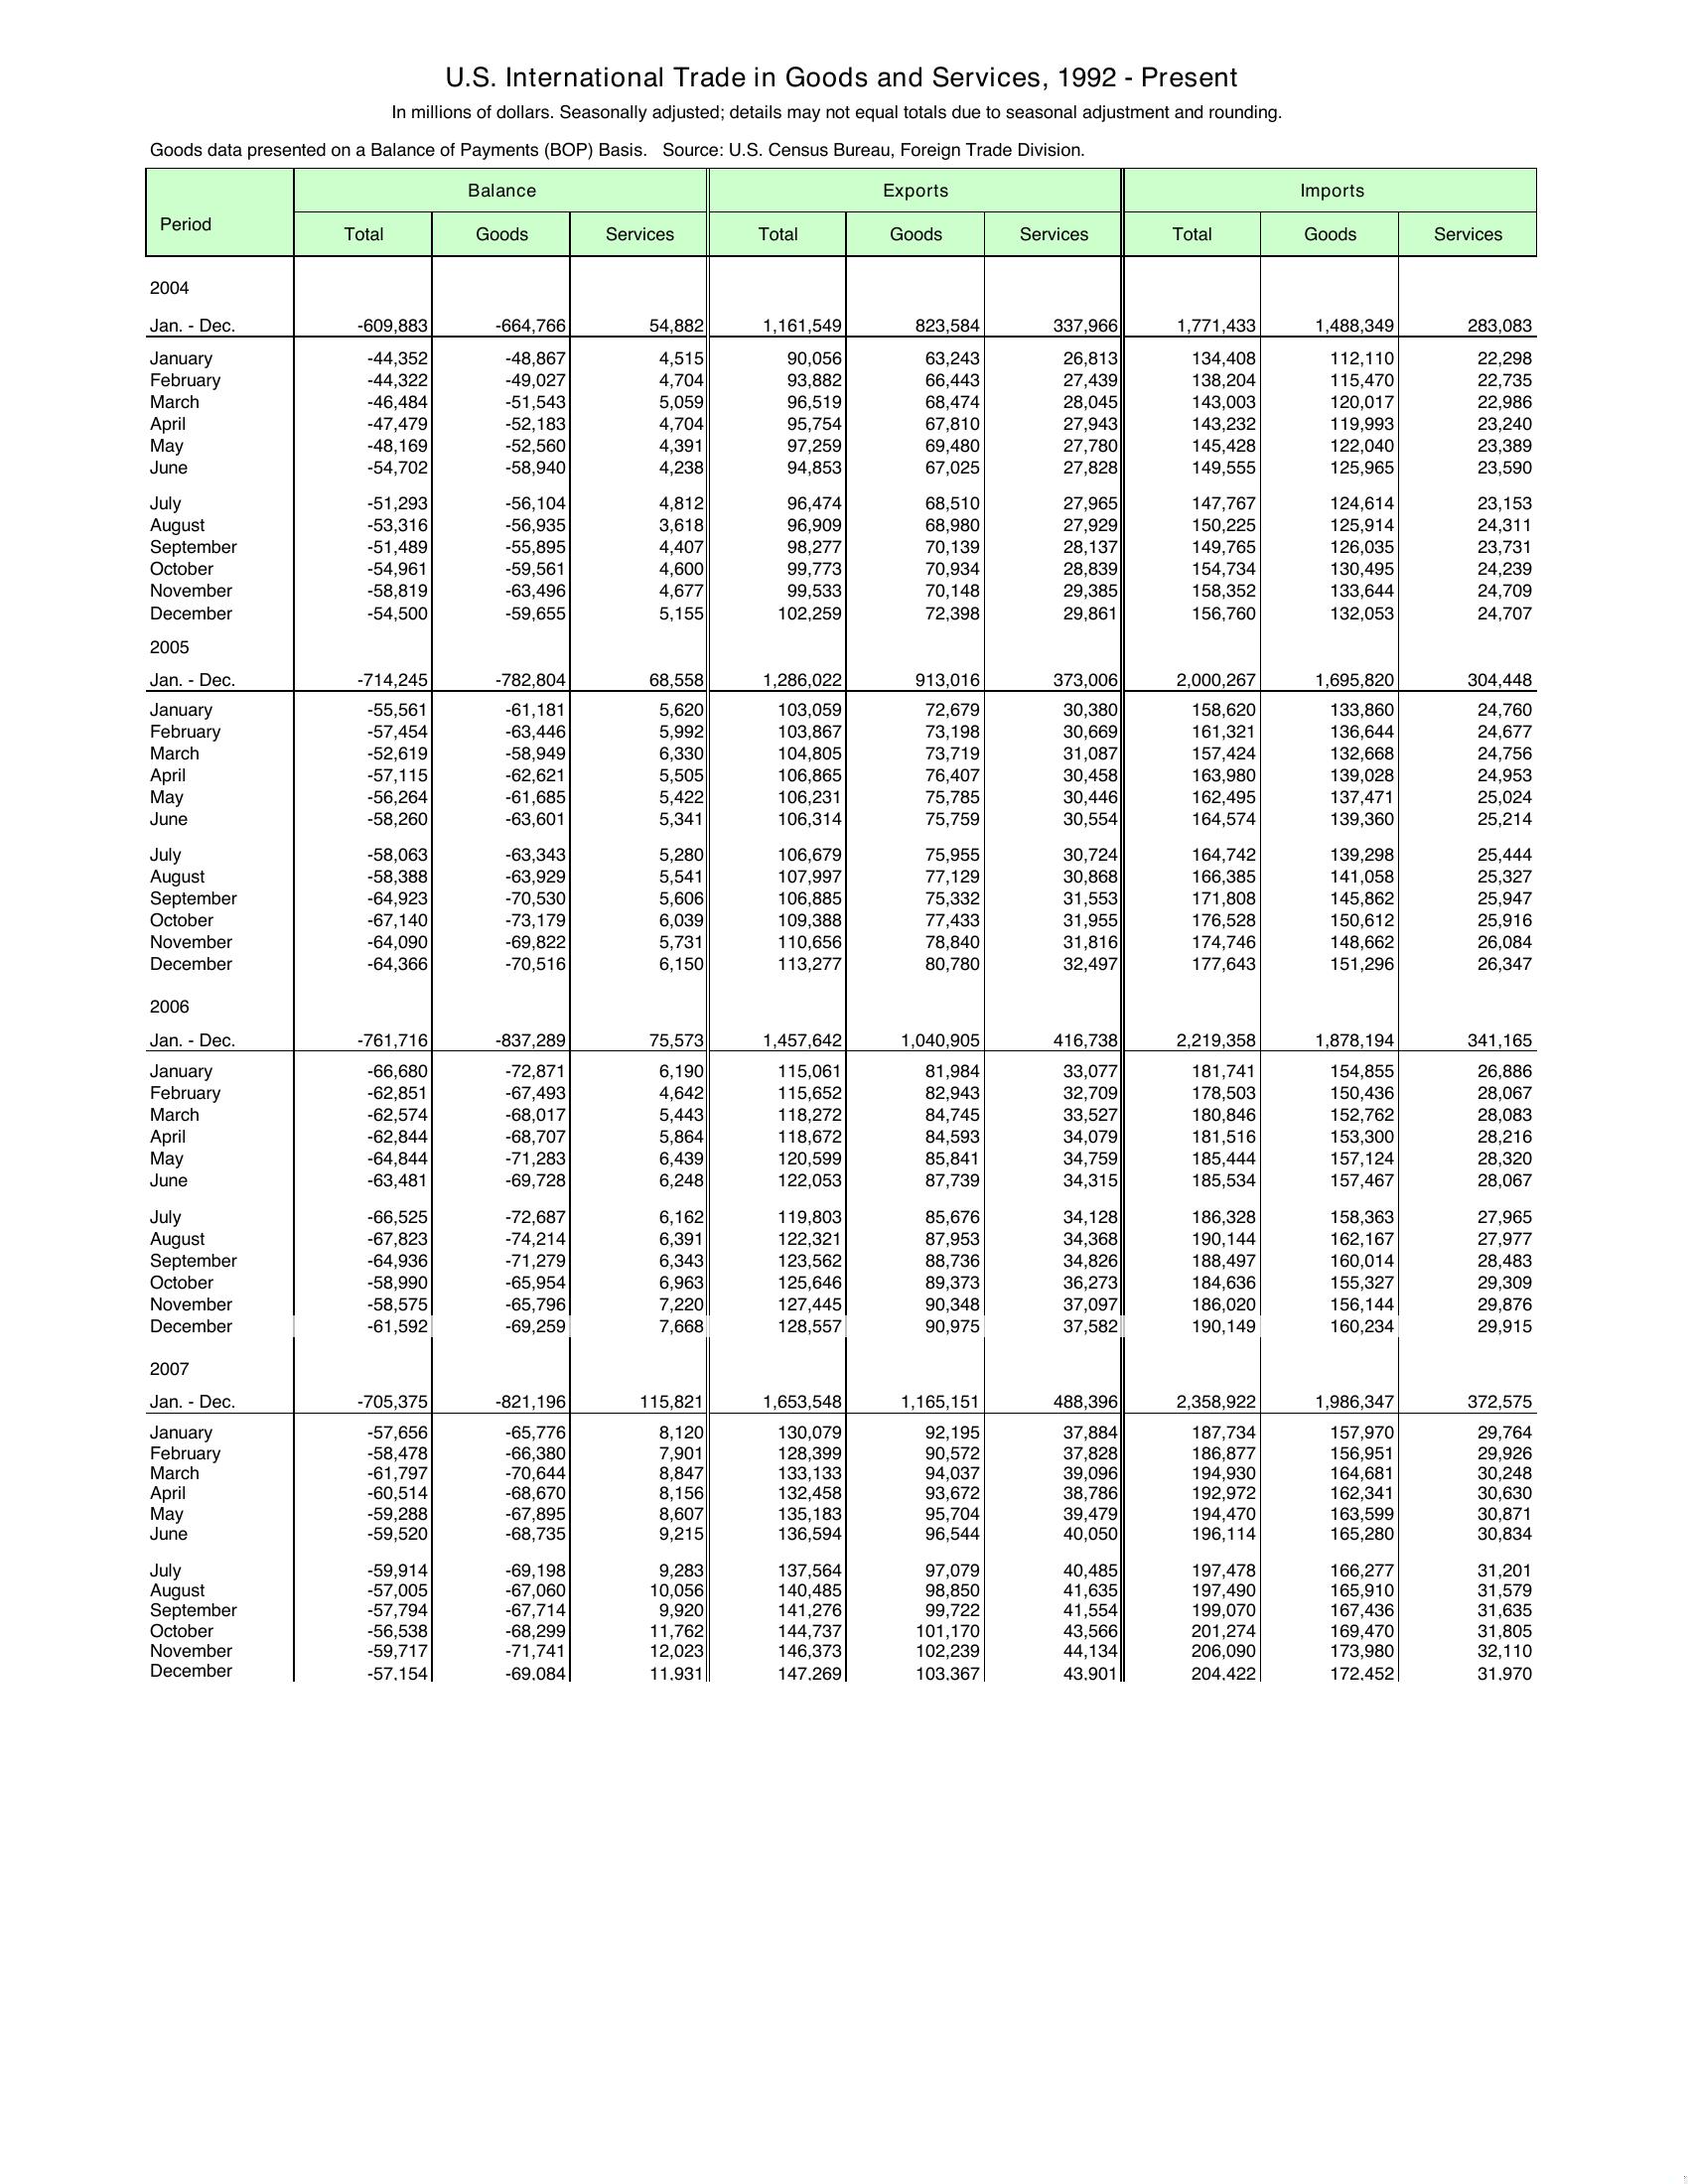 U.S. International Trade in Goods and Services, 1992 - Present
In millions of dollars. Seasonally adjusted; details may not equal totals due to seasonal adjustment and rounding.
Goods data presented on a Balance of Payments (BOP) Basis. Source: U.S. Census Bureau, Foreign Trade Division.
Period Balance Exports Imports
Total Goods Services Total Goods Services Total Goods Services
2004
Jan. - Dec. -609,883 -664,766 54,882 1,161,549 823,584 337,966 1,771,433 1,488,349 283,083
January -44,352 -48,867 4,515 90,056 63,243 26,813 134,408 112,110 22,298
February -44,322 -49,027 4,704 93,882 66,443 27,439 138,204 115,470 22,735
March -46,484 -51,543 5,059 96,519 68,474 28,045 143,003 120,017 22,986
April -47,479 -52,183 4,704 95,754 67,810 27,943 143,232 119,993 23,240
May -48,169 -52,560 4,391 97,259 69,480 27,780 145,428 122,040 23,389
June -54,702 -58,940 4,238 94,853 67,025 27,828 149,555 125,965 23,590
July -51,293 -56,104 4,812 96,474 68,510 27,965 147,767 124,614 23,153
August -53,316 -56,935 3,618 96,909 68,980 27,929 150,225 125,914 24,311
September -51,489 -55,895 4,407 98,277 70,139 28,137 149,765 126,035 23,731
October -54,961 -59,561 4,600 99,773 70,934 28,839 154,734 130,495 24,239
November -58,819 -63,496 4,677 99,533 70,148 29,385 158,352 133,644 24,709
December -54,500 -59,655 5,155 102,259 72,398 29,861 156,760 132,053 24,707
2005
Jan. - Dec. -714,245 -782,804 68,558 1,286,022 913,016 373,006 2,000,267 1,695,820 304,448
January -55,561 -61,181 5,620 103,059 72,679 30,380 158,620 133,860 24,760
February -57,454 -63,446 5,992 103,867 73,198 30,669 161,321 136,644 24,677
March -52,619 -58,949 6,330 104,805 73,719 31,087 157,424 132,668 24,756
April -57,115 -62,621 5,505 106,865 76,407 30,458 163,980 139,028 24,953
May -56,264 -61,685 5,422 106,231 75,785 30,446 162,495 137,471 25,024
June -58,260 -63,601 5,341 106,314 75,759 30,554 164,574 139,360 25,214
July -58,063 -63,343 5,280 106,679 75,955 30,724 164,742 139,298 25,444
August -58,388 -63,929 5,541 107,997 77,129 30,868 166,385 141,058 25,327
September -64,923 -70,530 5,606 106,885 75,332 31,553 171,808 145,862 25,947
October -67,140 -73,179 6,039 109,388 77,433 31,955 176,528 150,612 25,916
November -64,090 -69,822 5,731 110,656 78,840 31,816 174,746 148,662 26,084
December -64,366 -70,516 6,150 113,277 80,780 32,497 177,643 151,296 26,347
2006
Jan. - Dec. -761,716 -837,289 75,573 1,457,642 1,040,905 416,738 2,219,358 1,878,194 341,165
January -66,680 -72,871 6,190 115,061 81,984 33,077 181,741 154,855 26,886
February -62,851 -67,493 4,642 115,652 82,943 32,709 178,503 150,436 28,067
March -62,574 -68,017 5,443 118,272 84,745 33,527 180,846 152,762 28,083
April -62,844 -68,707 5,864 118,672 84,593 34,079 181,516 153,300 28,216
May -64,844 -71,283 6,439 120,599 85,841 34,759 185,444 157,124 28,320
June -63,481 -69,728 6,248 122,053 87,739 34,315 185,534 157,467 28,067
July -66,525 -72,687 6,162 119,803 85,676 34,128 186,328 158,363 27,965
August -67,823 -74,214 6,391 122,321 87,953 34,368 190,144 162,167 27,977
September -64,936 -71,279 6,343 123,562 88,736 34,826 188,497 160,014 28,483
October -58,990 -65,954 6,963 125,646 89,373 36,273 184,636 155,327 29,309
November -58,575 -65,796 7,220 127,445 90,348 37,097 186,020 156,144 29,876
December -61,592 -69,259 7,668 128,557 90,975 37,582 190,149 160,234 29,915
2007
Jan. - Dec. -705,375 -821,196 115,821 1,653,548 1,165,151 488,396 2,358,922 1,986,347 372,575
January -57,656 -65,776 8,120 130,079 92,195 37,884 187,734 157,970 29,764
February -58,478 -66,380 7,901 128,399 90,572 37,828 186,877 156,951 29,926
March -61,797 -70,644 8,847 133,133 94,037 39,096 194,930 164,681 30,248
April -60,514 -68,670 8,156 132,458 93,672 38,786 192,972 162,341 30,630
May -59,288 -67,895 8,607 135,183 95,704 39,479 194,470 163,599 30,871
June -59,520 -68,735 9,215 136,594 96,544 40,050 196,114 165,280 30,834
July -59,914 -69,198 9,283 137,564 97,079 40,485 197,478 166,277 31,201
August -57,005 -67,060 10,056 140,485 98,850 41,635 197,490 165,910 31,579
September -57,794 -67,714 9,920 141,276 99,722 41,554 199,070 167,436 31,635
October -56,538 -68,299 11,762 144,737 101,170 43,566 201,274 169,470 31,805
November -59,717 -71,741 12,023 146,373 102,239 44,134 206,090 173,980 32,110
December -57,154 -69,084 11,931 147,269 103,367 43,901 204,422 172,452 31,970